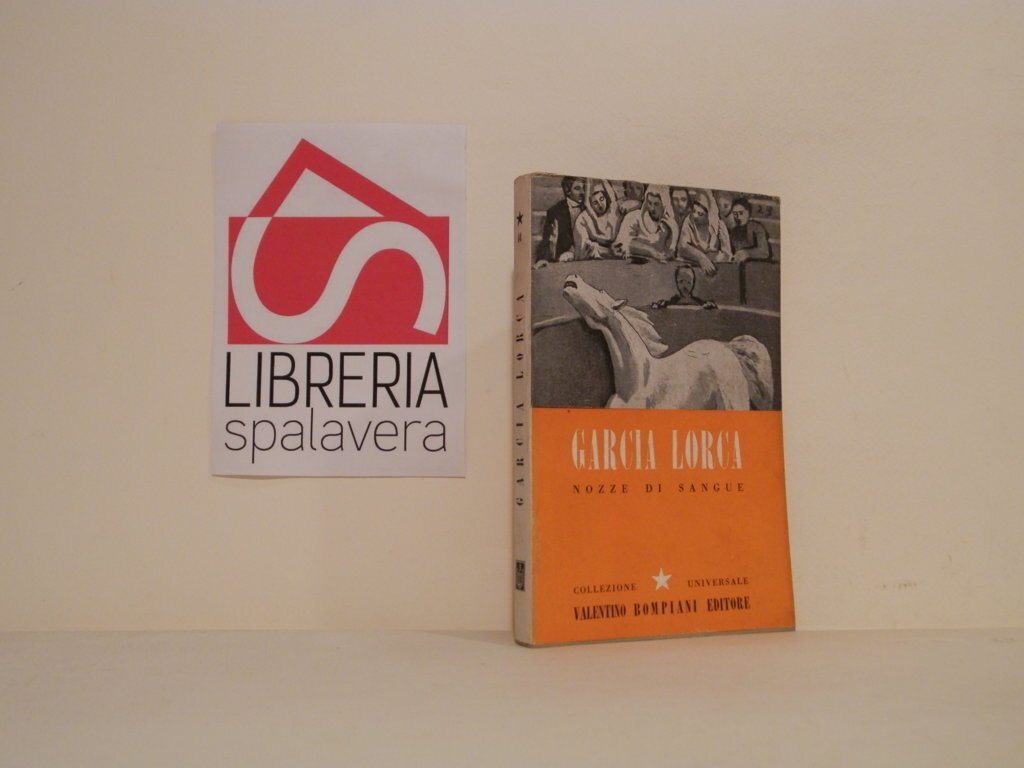 LIBRERIA
spalavera
GARCIA LORCA
GARCIA LORCA
NOZZE DI SANGUE
COLLEZIONE UNIVERSALE
VALENTINO BOMPIANI EDITORE